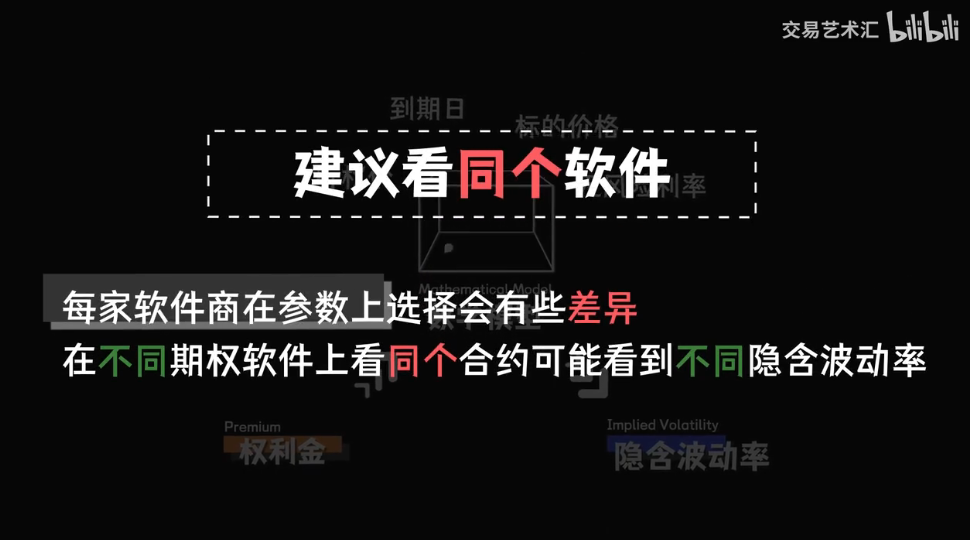 交易艺术汇 bilibili
到期日
标的价格
建议看同个软件
利率
Mathematical Model
每家软件商在参数上选择会有些差异
在不同期权软件上看同个合约可能看到不同隐含波动率
Premium
权利金
Implied Volatility
隐含波动率